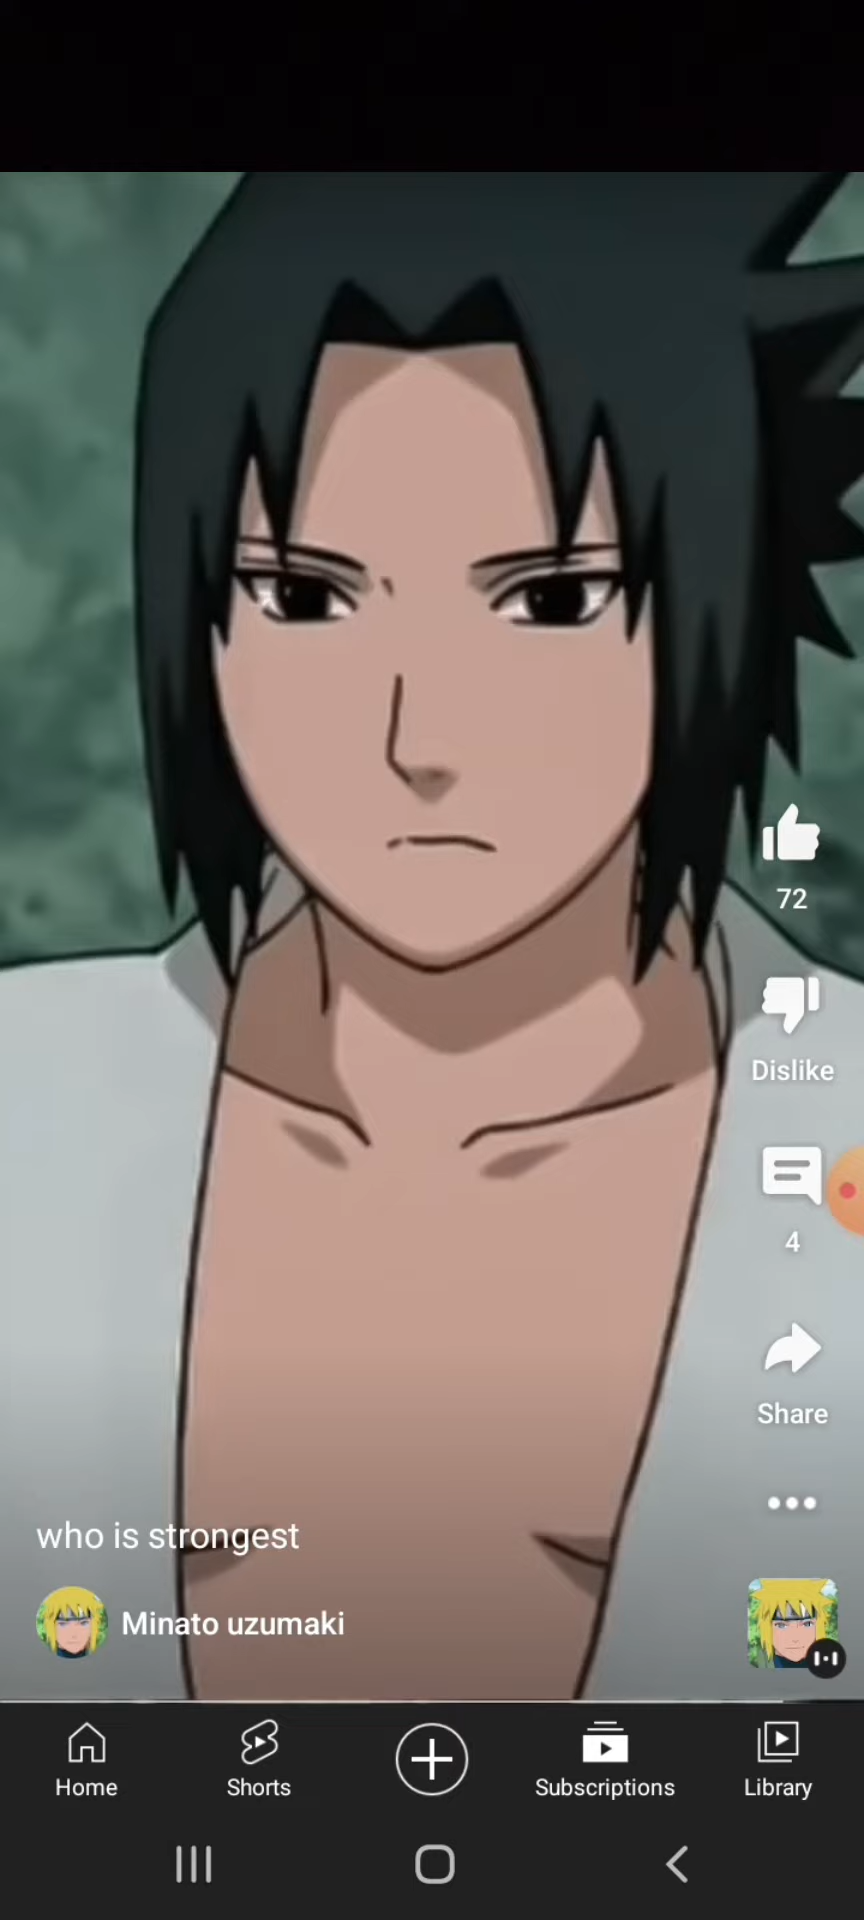 72
Dislike
4
Share
who is strongest
Minato uzumaki
Home
Shorts
Subscriptions
Library